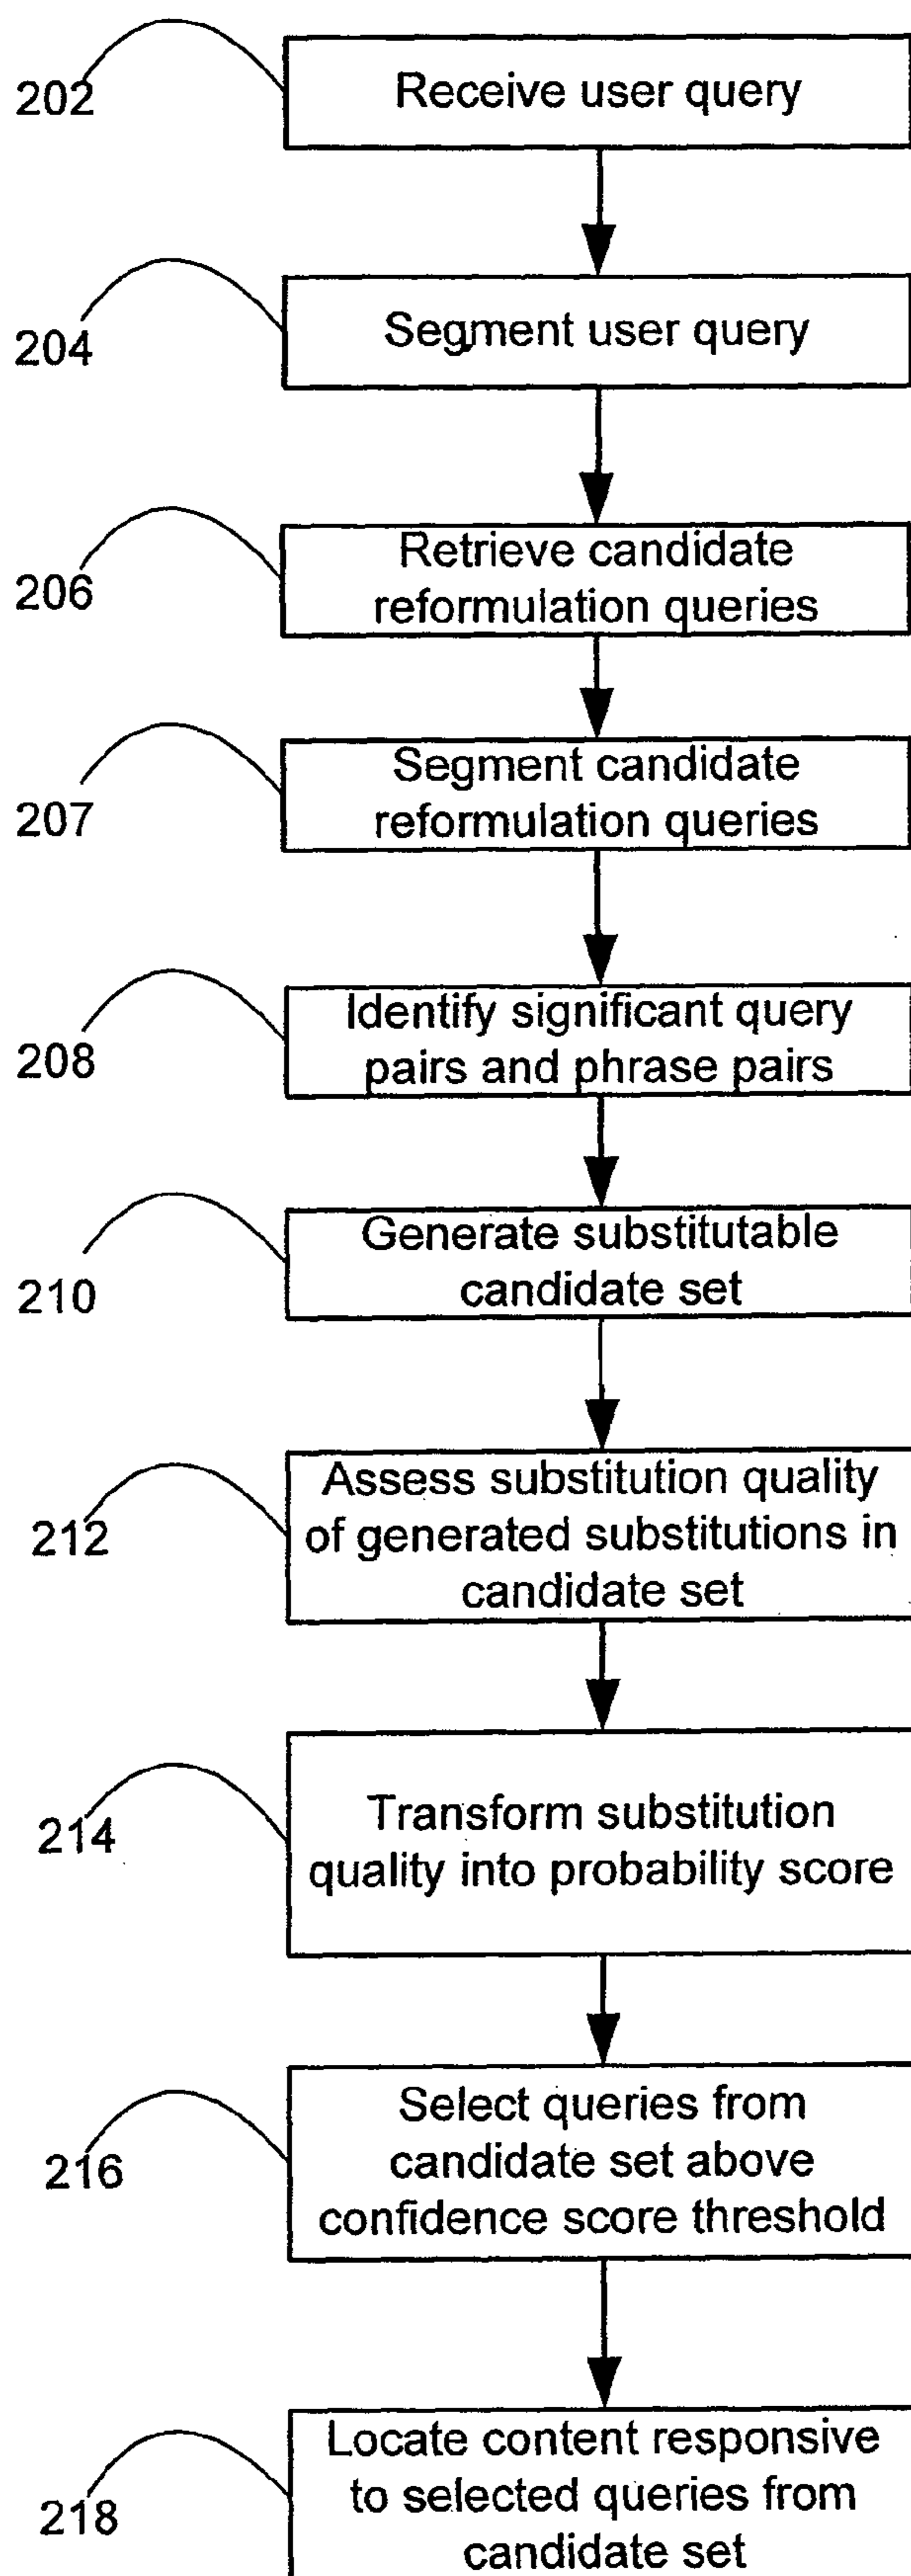 202
Receive user query
204
Segment user query
206
Retrieve candidate
reformulation queries
207
Segment candidate
reformulation queries
208
Identify significant query
pairs and phrase pairs
210
Generate substitutable
candidate set
212
Assess substitution quality
of generated substitutions in
candidate set
214
Transform substitution
quality into probability score
216
Select queries from
candidate set above
confidence score threshold
218
Locate content responsive
to selected queries from
candidate set